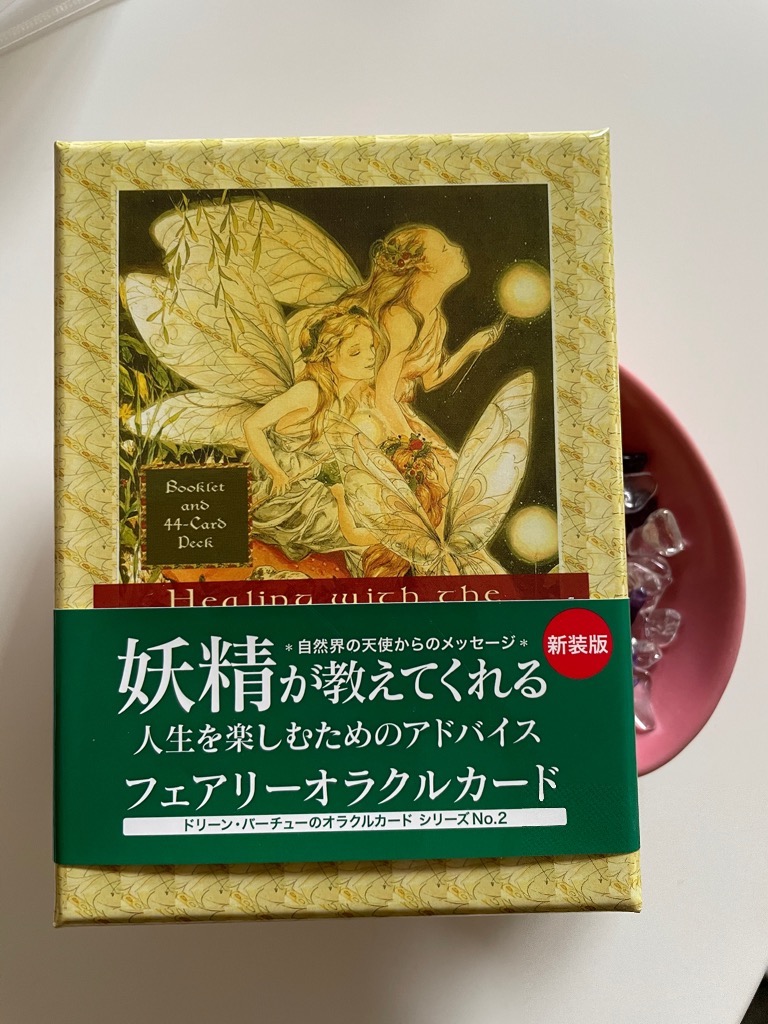 Booklet
and
44-Card
Deck
Healing with the
＊自然界の天使からのメッセージ＊
新装版
妖精が教えてくれる
人生を楽しむためのアドバイス
フェアリーオラクルカード
ドリーン・バーチューのオラクルカード シリーズNo.2